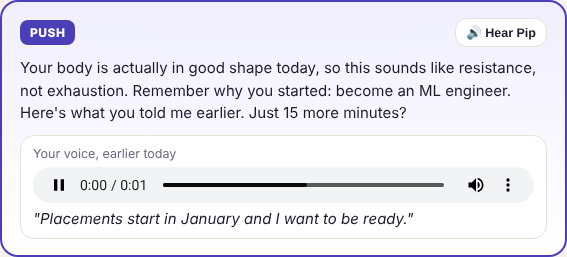 PUSH
🔊 Hear Pip
Your body is actually in good shape today, so this sounds like resistance,
not exhaustion. Remember why you started: become an ML engineer.
Here's what you told me earlier. Just 15 more minutes?
Your voice, earlier today
0:00 / 0:01
"Placements start in January and I want to be ready."